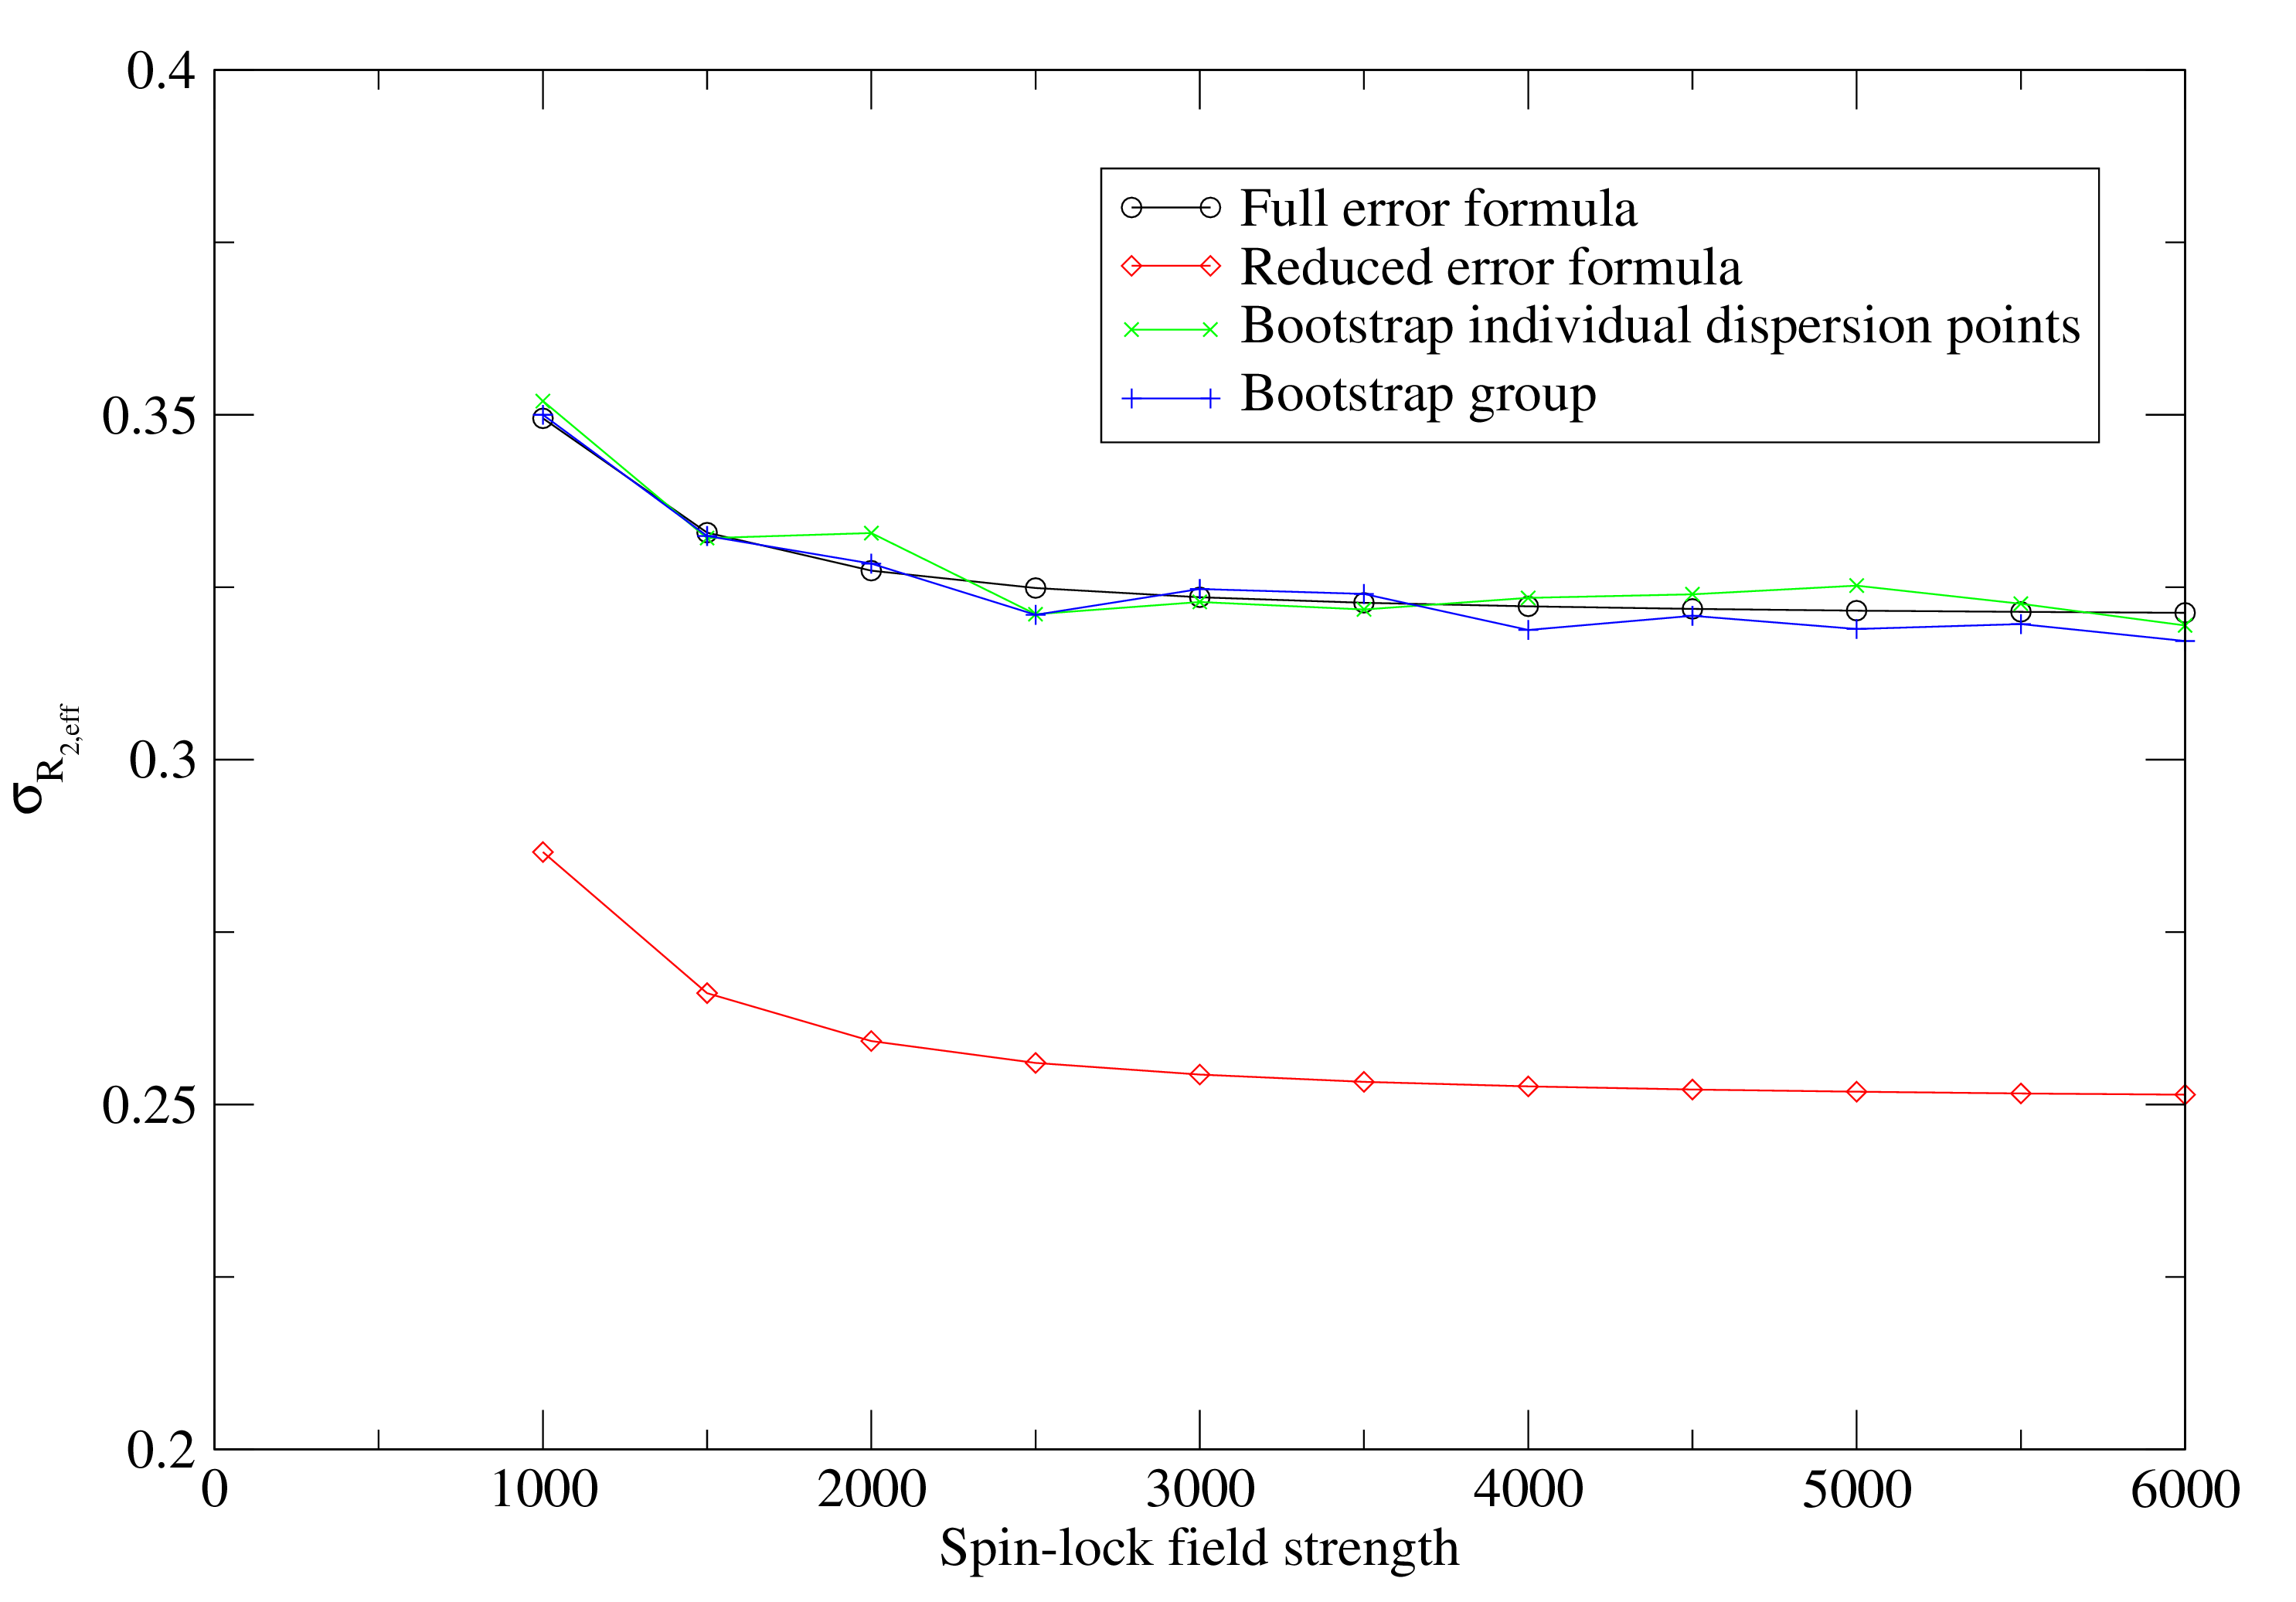 0.4
0.35
0.3
0.25
0.2
σR2,eff
Full error formula
Reduced error formula
Bootstrap individual dispersion points
Bootstrap group
0 1000 2000 3000 4000 5000 6000
Spin-lock field strength